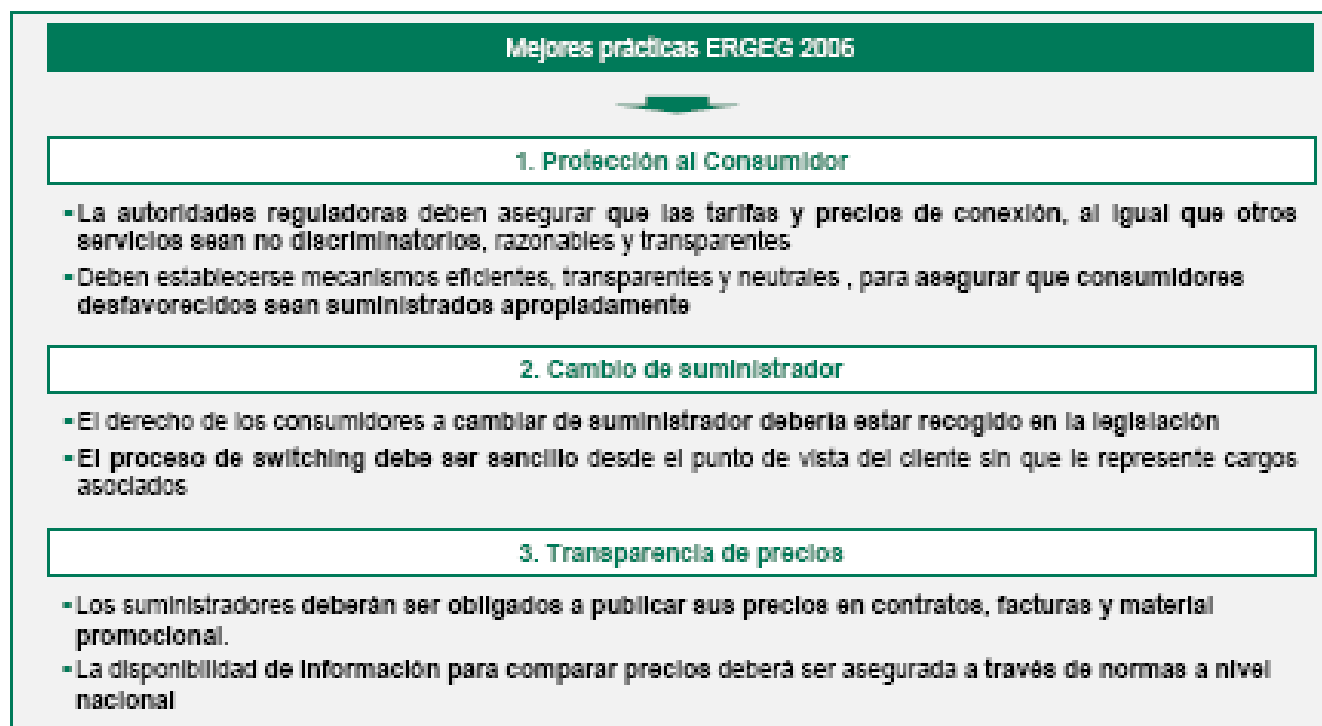 Mejores prácticas ERGEG 2006
1. Protección al Consumidor
-La autoridades reguladoras deben asegurar que las tarifas y precios de conexión, al igual que otros
servicios sean no discriminatorios, razonables y transparentes
-Deben establecerse mecanismos eficientes, transparentes y neutrales , para asegurar que consumidores
desfavorecidos sean suministrados apropiadamente
2. Cambio de suministrador
-El derecho de los consumidores a cambiar de suministrador debería estar recogido en la legislación
-El proceso de switching debe ser sencillo desde el punto de vista del cliente sin que le represente cargos
asociados
3. Transparencia de precios
-Los suministradores deberán ser obligados a publicar sus precios en contratos, facturas y material
promocional.
-La disponibilidad de información para comparar precios deberá ser asegurada a través de normas a nivel
nacional